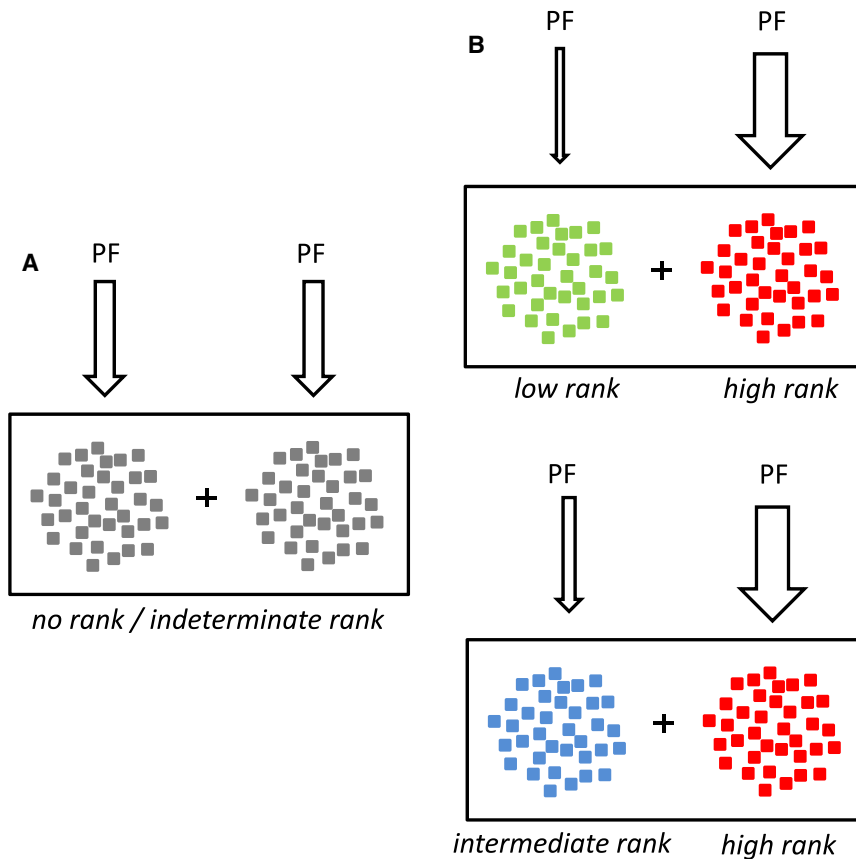 A
PF PF
+
no rank / indeterminate rank
B
PF PF
+
low rank high rank
PF PF
+
intermediate rank high rank